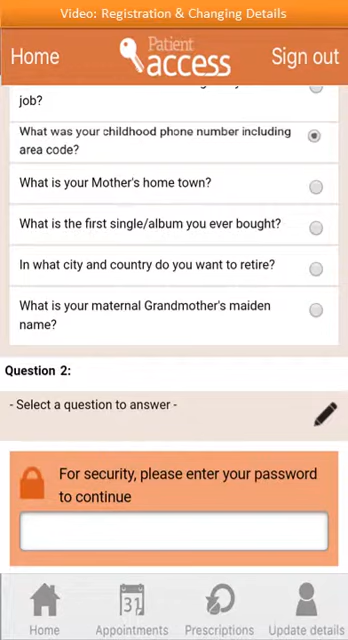 Video: Registration & Changing Details
Home
Patient
access
Sign out
job?
What was your childhood phone number including
area code?
What is your Mother's home town?
What is the first single/album you ever bought?
In what city and country do you want to retire?
What is your maternal Grandmother's maiden
name?
Question 2:
- Select a question to answer -
For security, please enter your password
to continue
31
Home
Appointments
Prescriptions
Update details